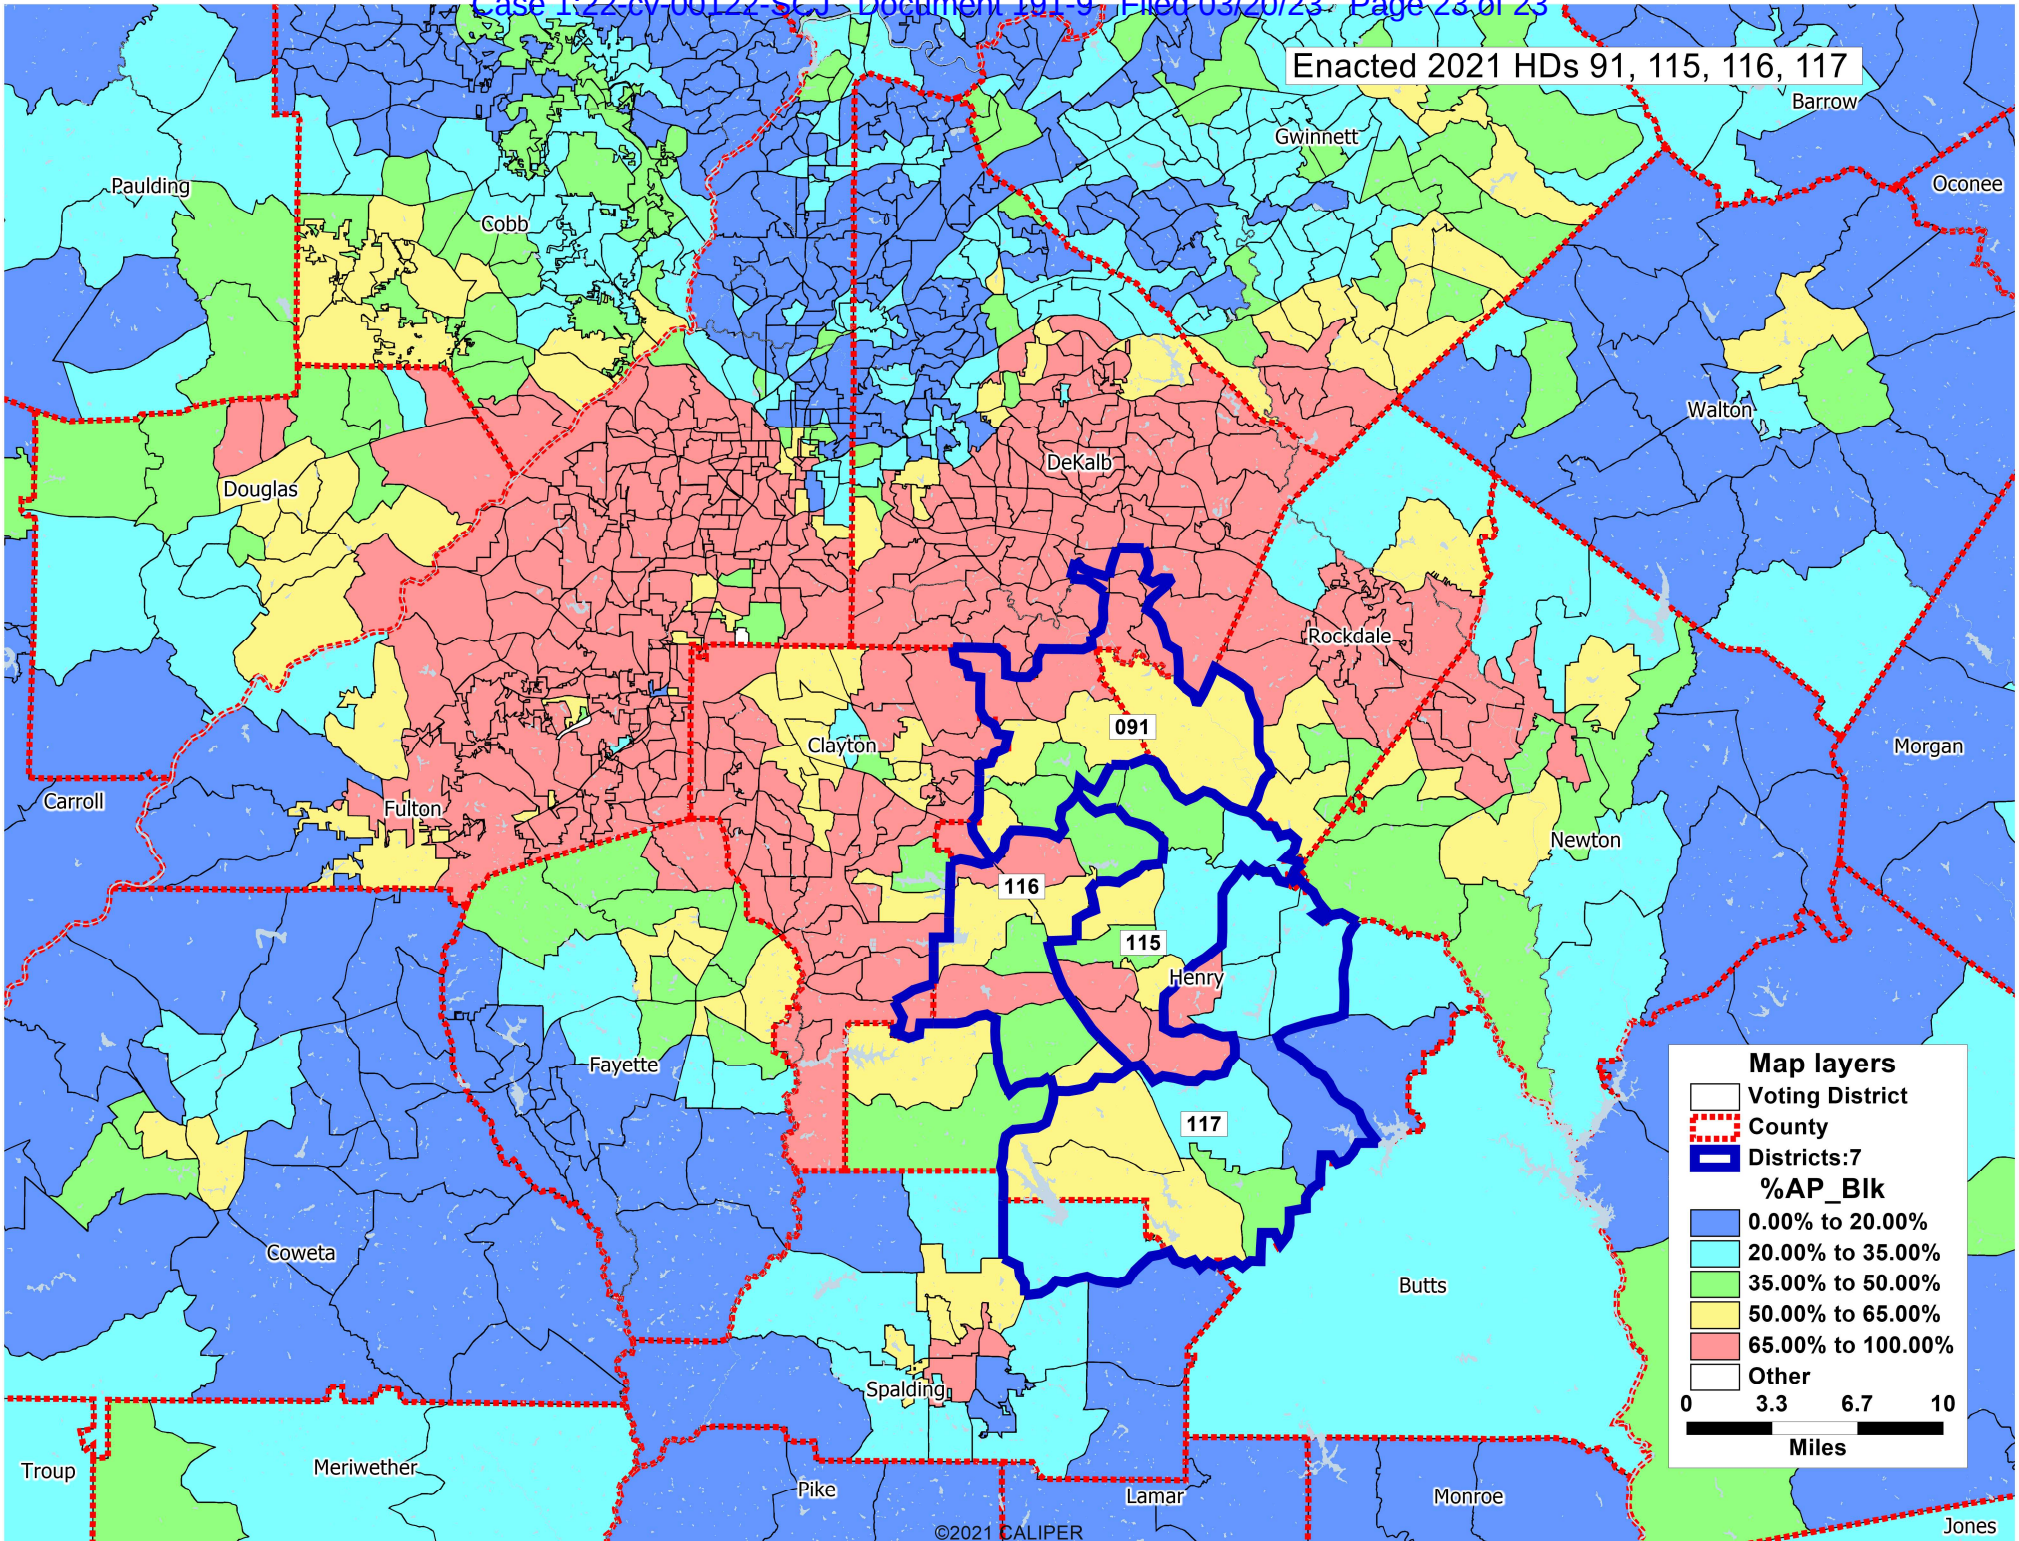 Case 1:22-cv-00122-SCJ Document 191-9 Filed 03/20/23 Page 23 of 23
Enacted 2021 HDs 91, 115, 116, 117
Barrow
Gwinnett
Oconee
Paulding
Cobb
Walton
DeKalb
Douglas
Rockdale
091
Clayton
Morgan
Carroll
Fulton
Newton
116
115
Henry
Fayette
117
Coweta
Butts
Spalding
Troup
Meriwether
Pike
Lamar
Monroe
Jones
Map layers
Voting District
County
Districts:7
%AP_Blk
0.00% to 20.00%
20.00% to 35.00%
35.00% to 50.00%
50.00% to 65.00%
65.00% to 100.00%
Other
0 3.3 6.7 10
Miles
©2021 CALIPER